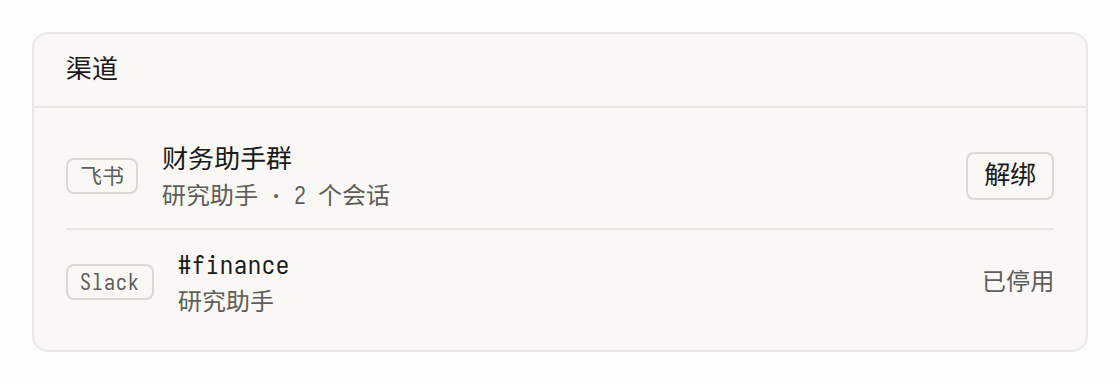 渠道
飞书
财务助手群
研究助手 · 2 个会话
解绑
Slack
#finance
研究助手
已停用